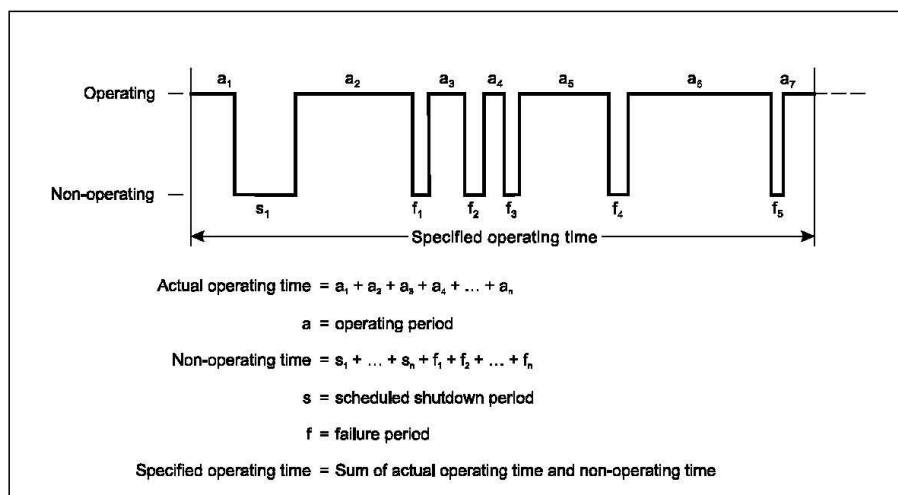 a₁ a₂ a₃ a₄ a₅ a₆ a₇
Operating
Non-operating
s₁ f₁ f₂ f₃ f₄ f₅
Specified operating time
Actual operating time = a₁ + a₂ + a₃ + a₄ + … + aₙ
a = operating period
Non-operating time = s₁ + … + sₙ + f₁ + f₂ + … + fₙ
s = scheduled shutdown period
f = failure period
Specified operating time = Sum of actual operating time and non-operating time